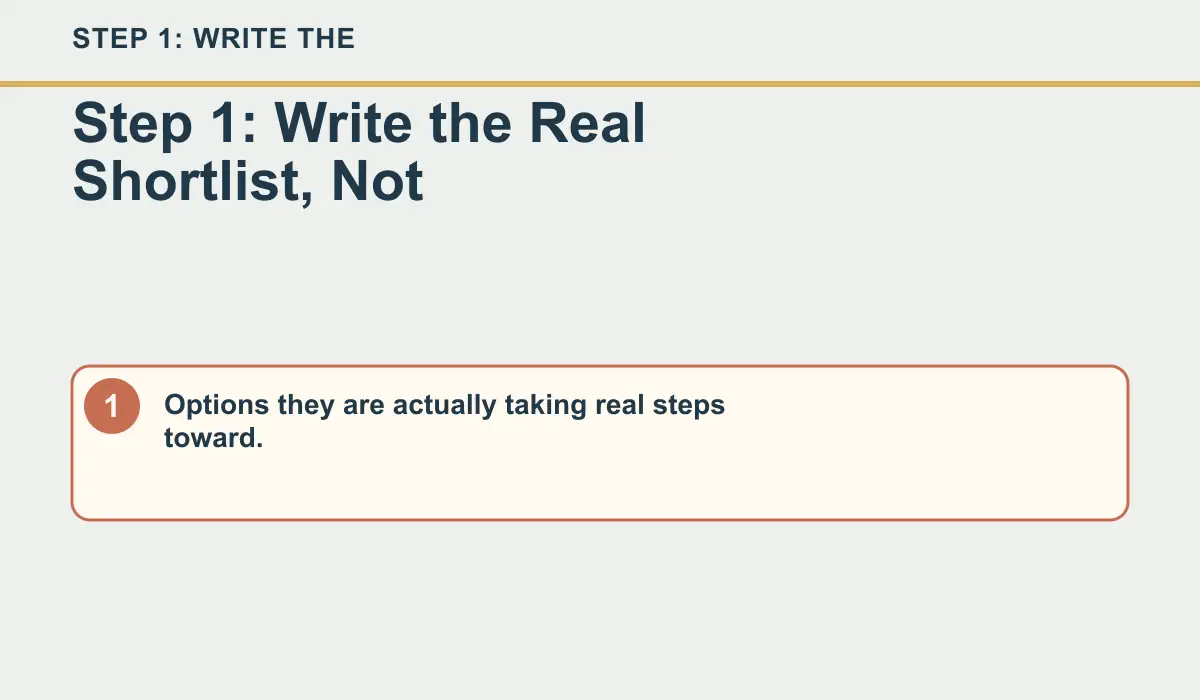 STEP 1: WRITE THE
Step 1: Write the Real
Shortlist, Not
1
Options they are actually taking real steps
toward.